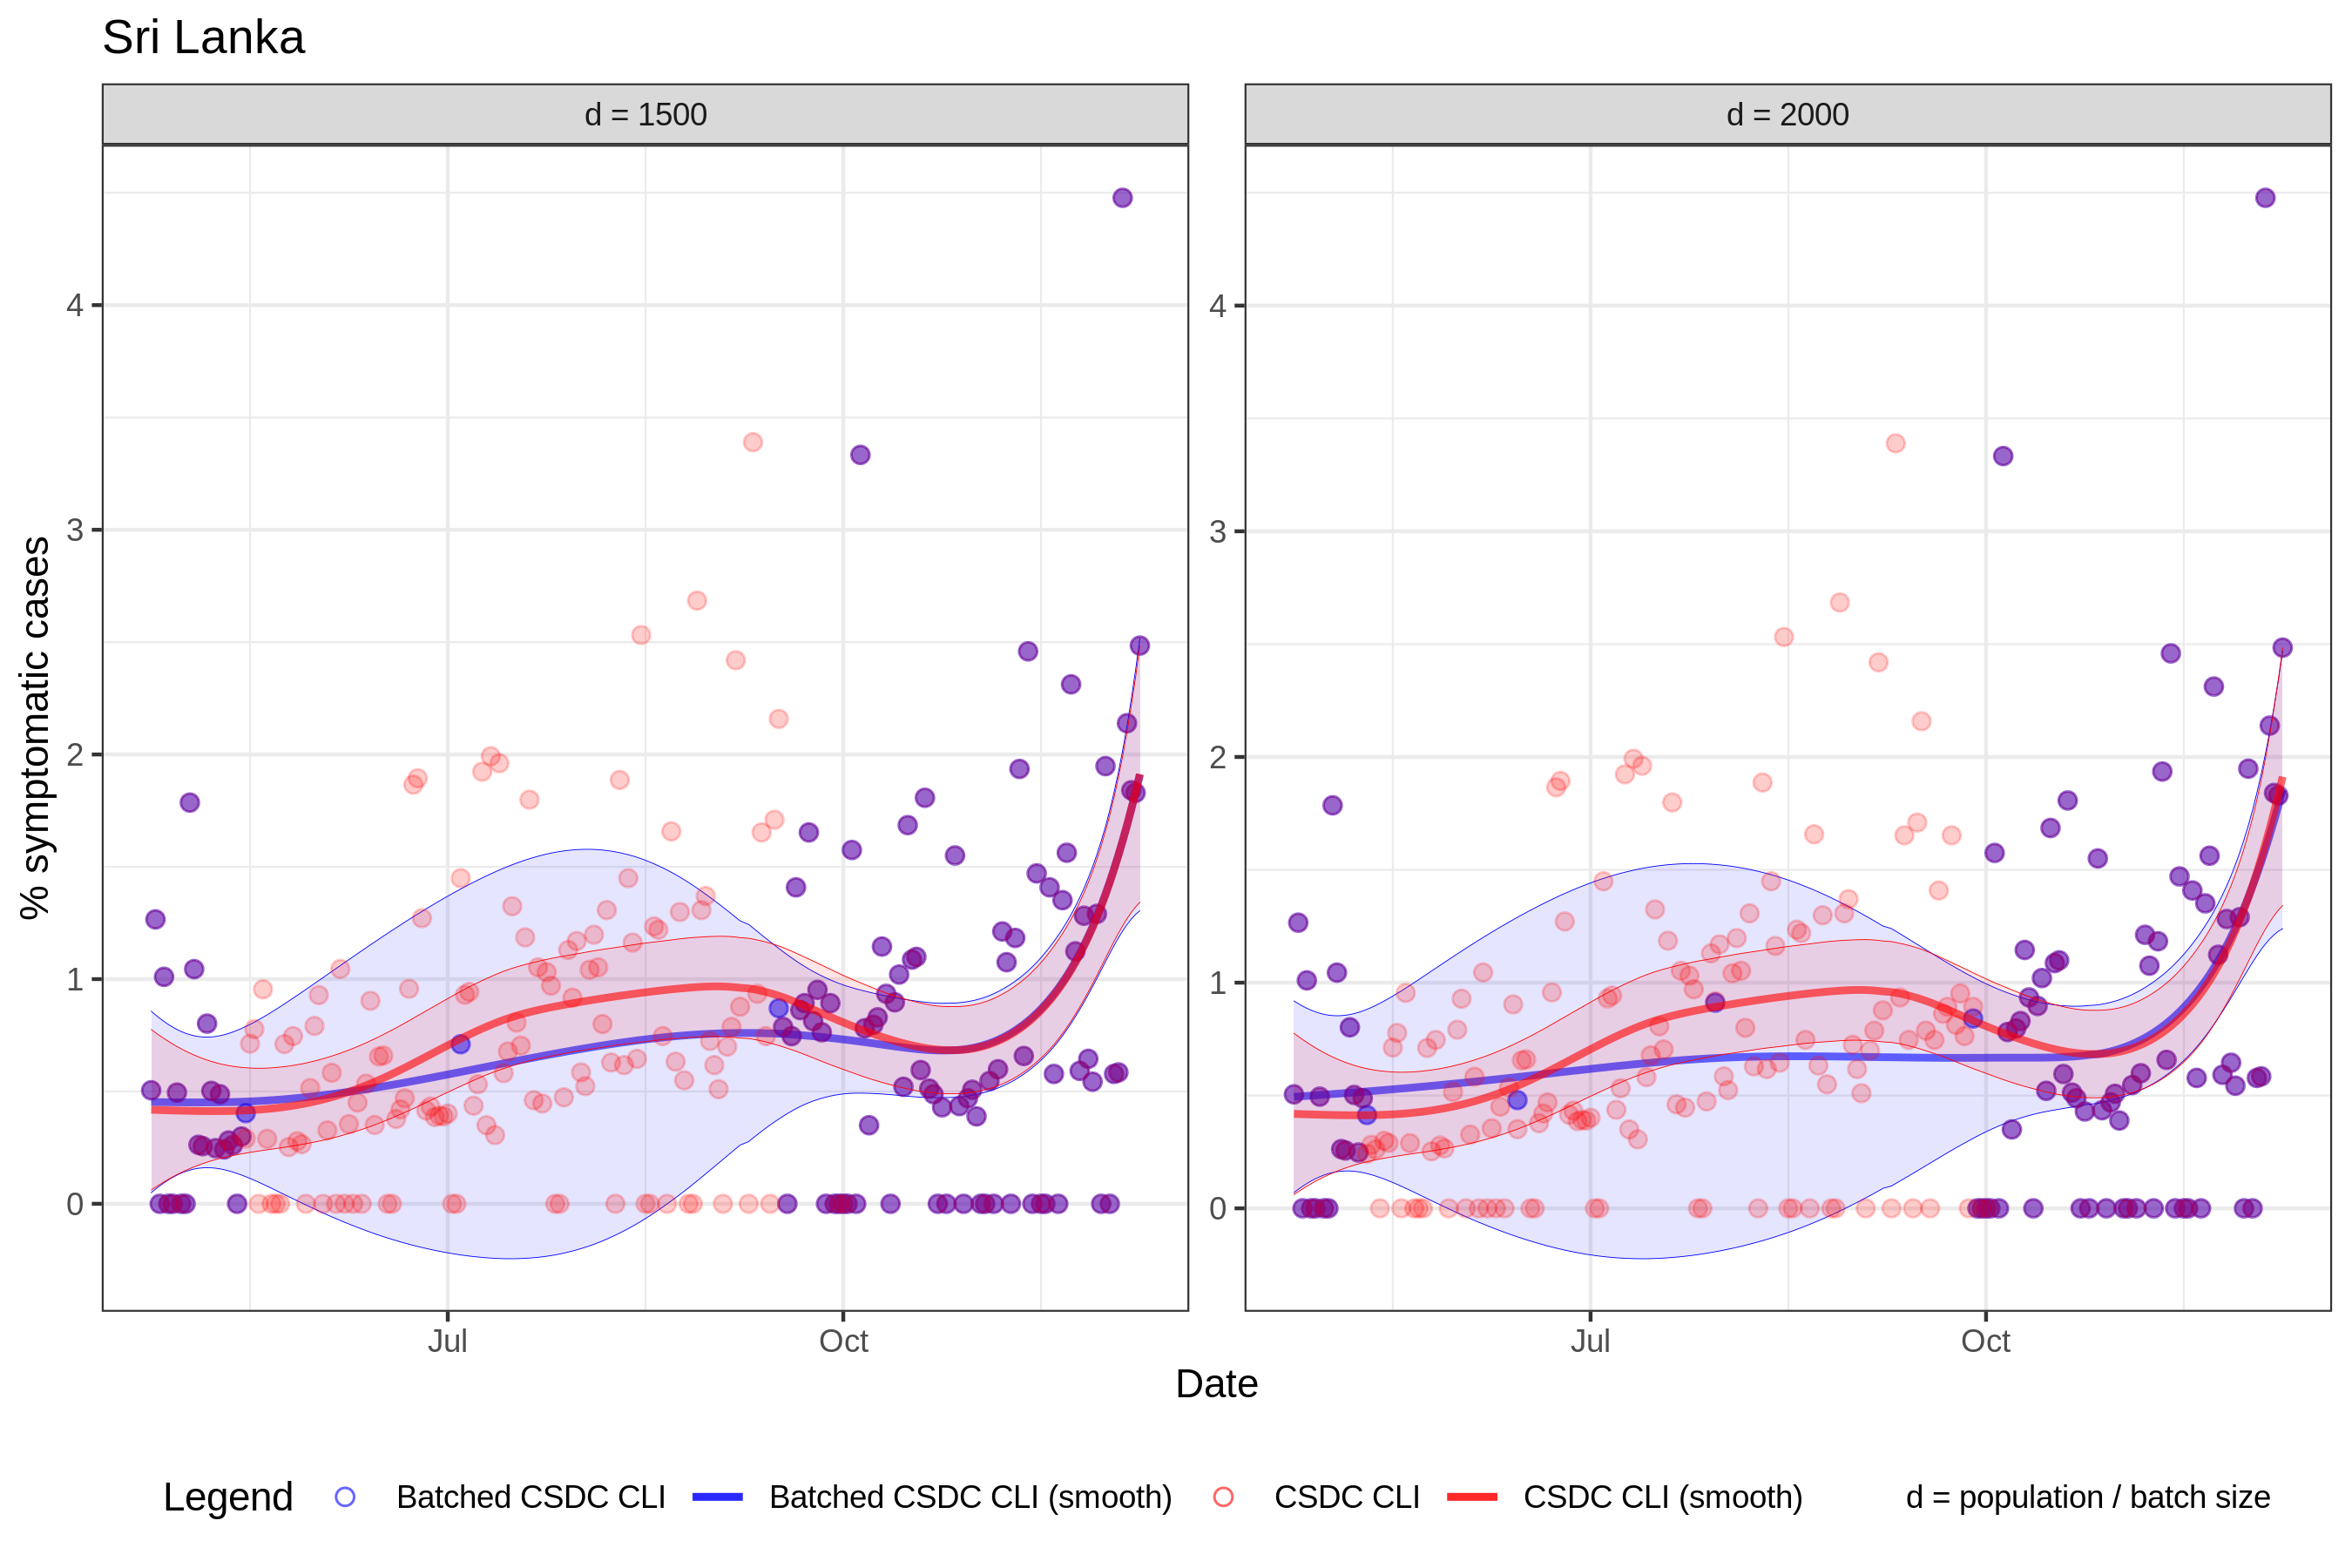 Sri Lanka
d = 1500
d = 2000
% symptomatic cases
4
3
2
1
0
4
3
2
1
0
Jul
Oct
Jul
Oct
Date
Legend
Batched CSDC CLI
Batched CSDC CLI (smooth)
CSDC CLI
CSDC CLI (smooth)
d = population / batch size